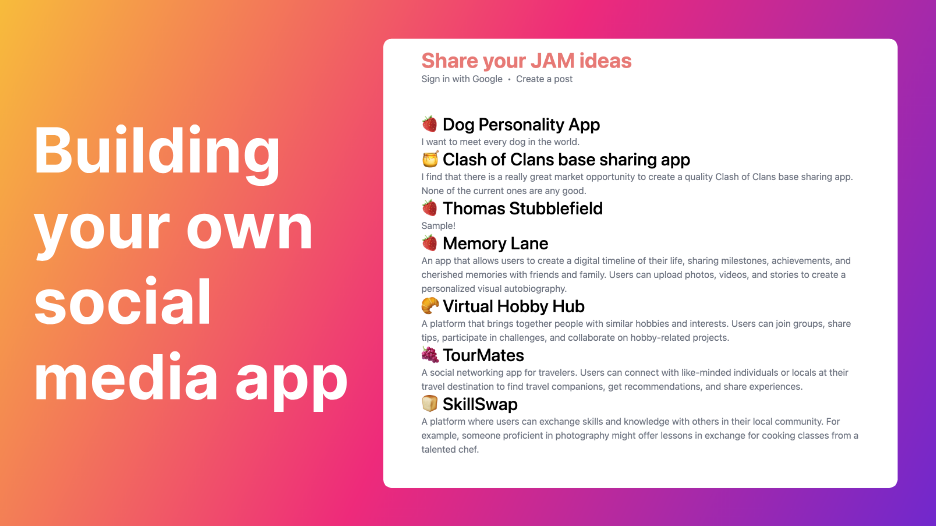 Building
your own
social
media app
Share your JAM ideas
Sign in with Google • Create a post
🍓 Dog Personality App
I want to meet every dog in the world.
🍯 Clash of Clans base sharing app
I find that there is a really great market opportunity to create a quality Clash of Clans base sharing app.
None of the current ones are any good.
🍓 Thomas Stubblefield
Sample!
🍓 Memory Lane
An app that allows users to create a digital timeline of their life, sharing milestones, achievements, and
cherished memories with friends and family. Users can upload photos, videos, and stories to create a
personalized visual autobiography.
🥐 Virtual Hobby Hub
A platform that brings together people with similar hobbies and interests. Users can join groups, share
tips, participate in challenges, and collaborate on hobby-related projects.
🍇 TourMates
A social networking app for travelers. Users can connect with like-minded individuals or locals at their
travel destination to find travel companions, get recommendations, and share experiences.
🍞 SkillSwap
A platform where users can exchange skills and knowledge with others in their local community. For
example, someone proficient in photography might offer lessons in exchange for cooking classes from a
talented chef.